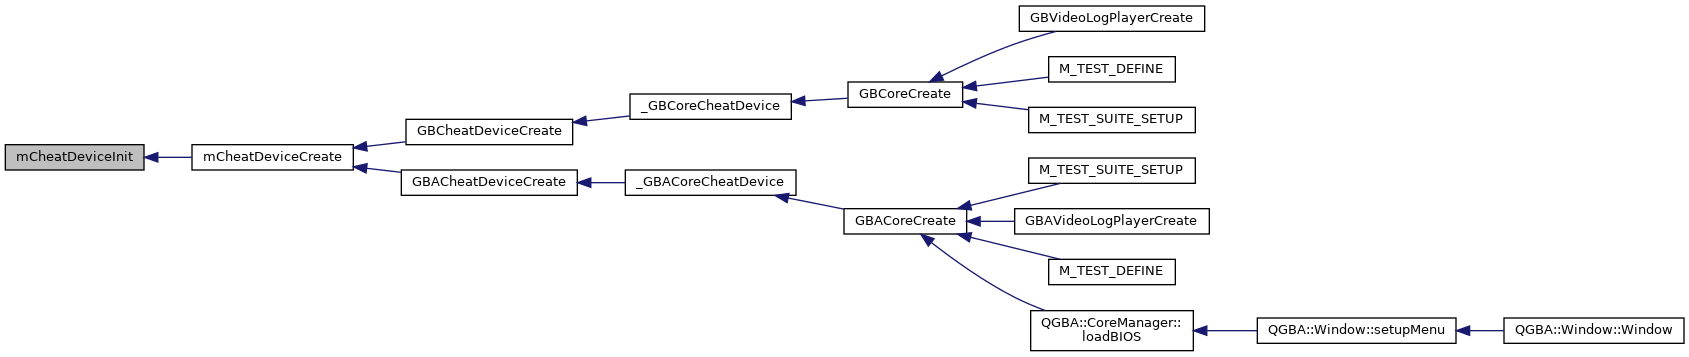 GBVideoLogPlayerCreate
M_TEST_DEFINE
GBCoreCreate
_GBCoreCheatDevice
M_TEST_SUITE_SETUP
GBCheatDeviceCreate
mCheatDeviceInit
mCheatDeviceCreate
M_TEST_SUITE_SETUP
GBACheatDeviceCreate
_GBACoreCheatDevice
GBACoreCreate
GBAVideoLogPlayerCreate
M_TEST_DEFINE
QGBA::CoreManager::
loadBIOS
QGBA::Window::setupMenu
QGBA::Window::Window